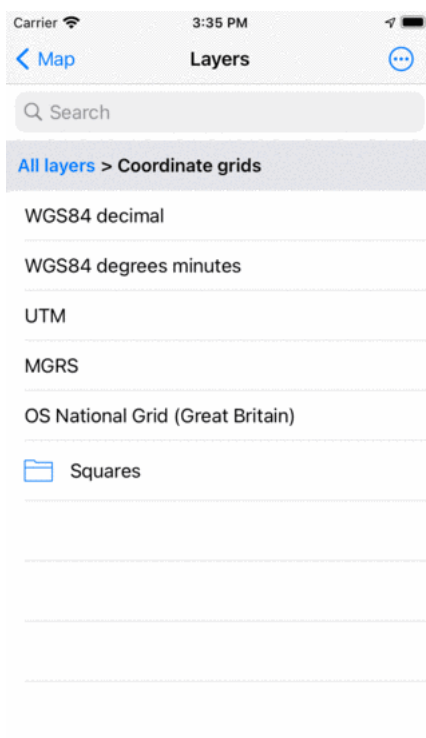 Carrier 3:35 PM
Map Layers
Search
All layers > Coordinate grids
WGS84 decimal
WGS84 degrees minutes
UTM
MGRS
OS National Grid (Great Britain)
Squares